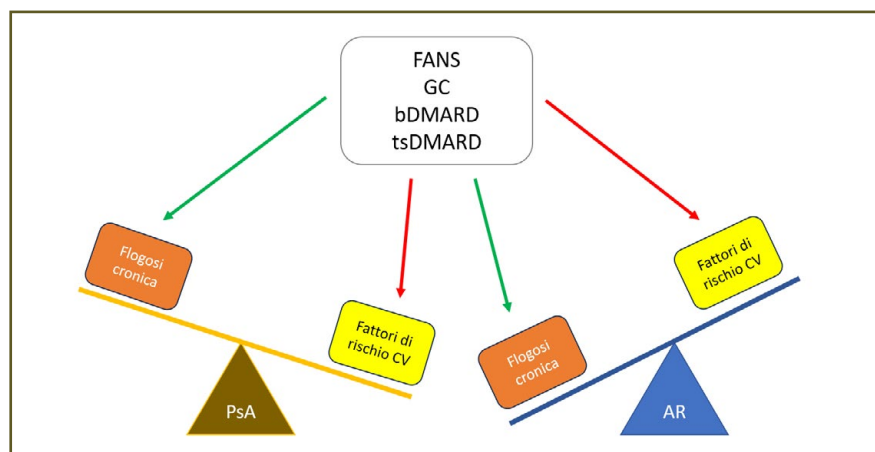 FANS
GC
bDMARD
tsDMARD
Flogosi
cronica
Fattori di
rischio CV
PsA
Flogosi
cronica
Fattori di
rischio CV
AR